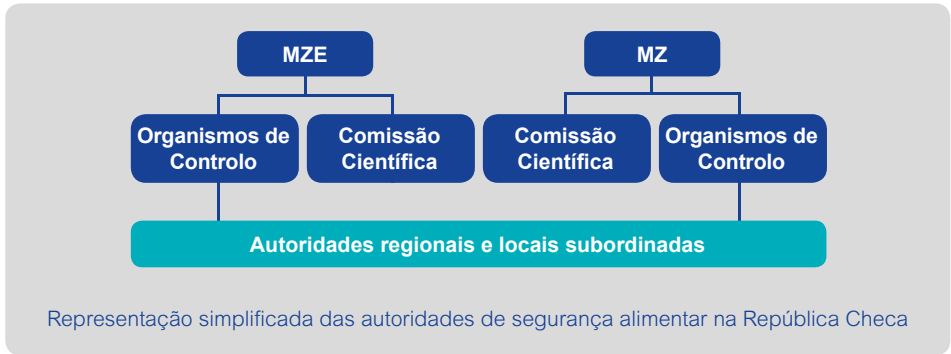 MZE
MZ
Organismos de
Controlo
Comissão
Científica
Comissão
Científica
Organismos de
Controlo
Autoridades regionais e locais subordinadas
Representação simplificada das autoridades de segurança alimentar na República Checa